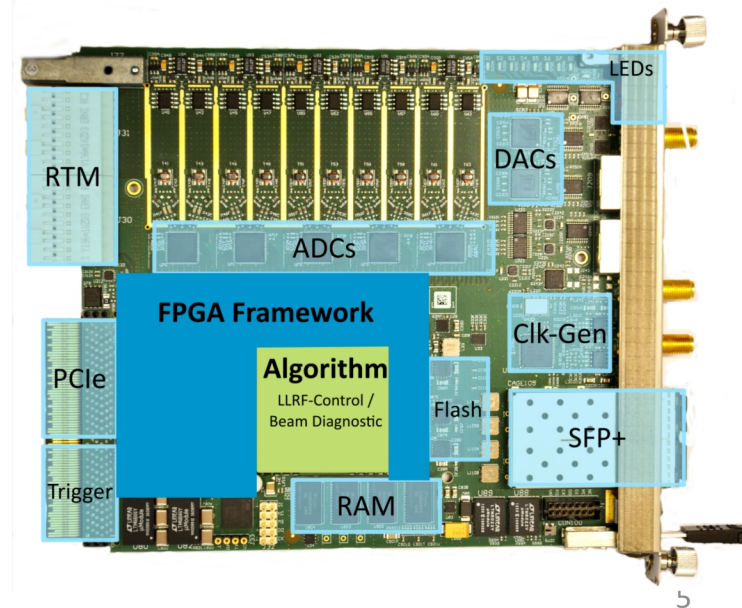 LEDs
RTM
DACs
ADCs
FPGA Framework
Clk-Gen
Algorithm
LLRF-Control /
Beam Diagnostic
PCIe
Flash
SFP+
Trigger
RAM
5